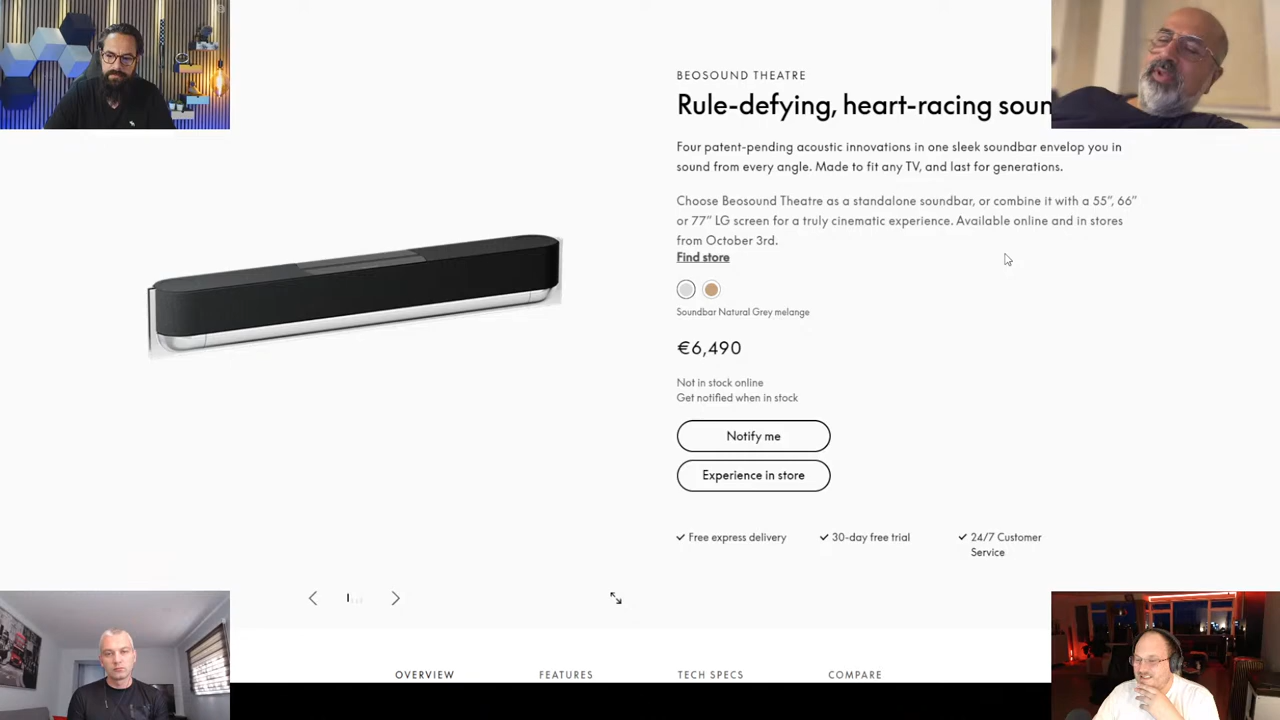 BEOSOUND THEATRE
Rule-defying, heart-racing soun
Four patent-pending acoustic innovations in one sleek soundbar envelop you in
sound from every angle. Made to fit any TV, and last for generations.
Choose Beosound Theatre as a standalone soundbar, or combine it with a 55”, 66”
or 77” LG screen for a truly cinematic experience. Available online and in stores
from October 3rd.
Find store
Soundbar Natural Grey melange
€6,490
Not in stock online
Get notified when in stock
Notify me
Experience in store
Free express delivery
30-day free trial
24/7 Customer
Service
OVERVIEW
FEATURES
TECH SPECS
COMPARE